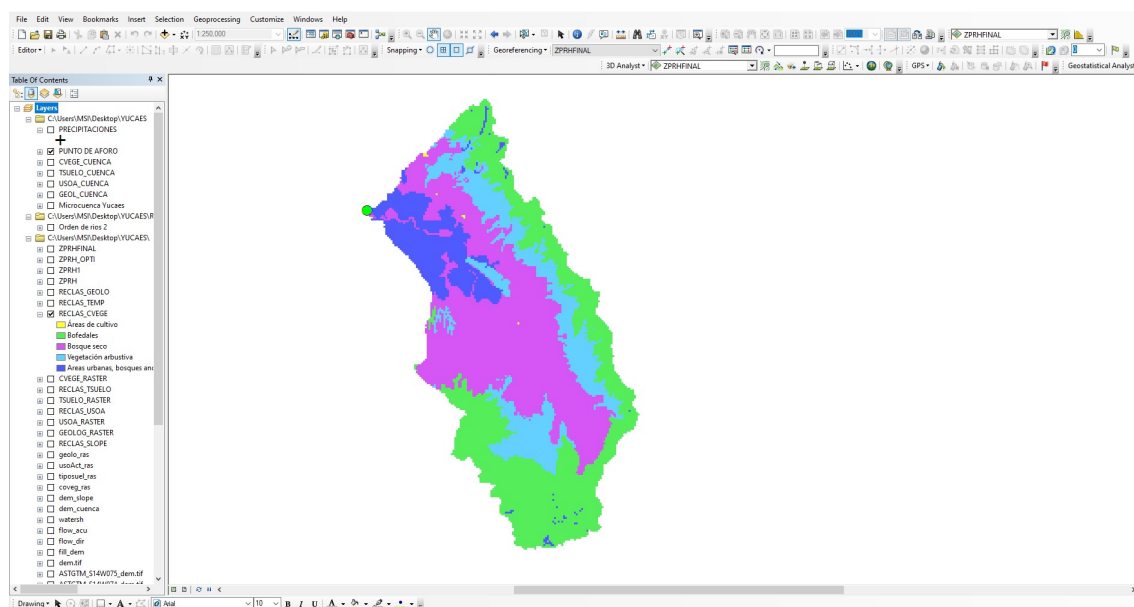 File Edit View Bookmarks Insert Selection Geoprocessing Customize Windows Help
1:250,000 ZPRHFINAL
Editor Snapping Georeferencing ZPRHFINAL
3D Analyst ZPRHFINAL GPS Geostatistical Analyst
Table Of Contents
Layers
C:\Users\MSI\Desktop\YUCAES
PRECIPITACIONES
PUNTO DE AFORO
CVEGE_CUENCA
TSUELO_CUENCA
USOA_CUENCA
GEOL_CUENCA
Microcuenca Yucaes
C:\Users\MSI\Desktop\YUCAES\R
Orden de rios 2
C:\Users\MSI\Desktop\YUCAES\
ZPRHFINAL
ZPRH_OPTI
ZPRH1
ZPRH
RECLAS_GEOLO
RECLAS_TEMP
RECLAS_CVEGE
Áreas de cultivo
Bofedales
Bosque seco
Vegetación arbustiva
Areas urbanas, bosques and
CVEGE_RASTER
RECLAS_TSUELO
TSUELO_RASTER
RECLAS_USOA
USOA_RASTER
GEOLOG_RASTER
RECLAS_SLOPE
geolo_ras
usoAct_ras
tiposuel_ras
coveg_ras
dem_slope
dem_cuenca
watersh
flow_acu
flow_dir
fill_dem
dem.tif
ASTGTM_S14W075_dem.tif
ASTGTM_S14W074_dem.tif
Drawing A Arial 10 B I U A